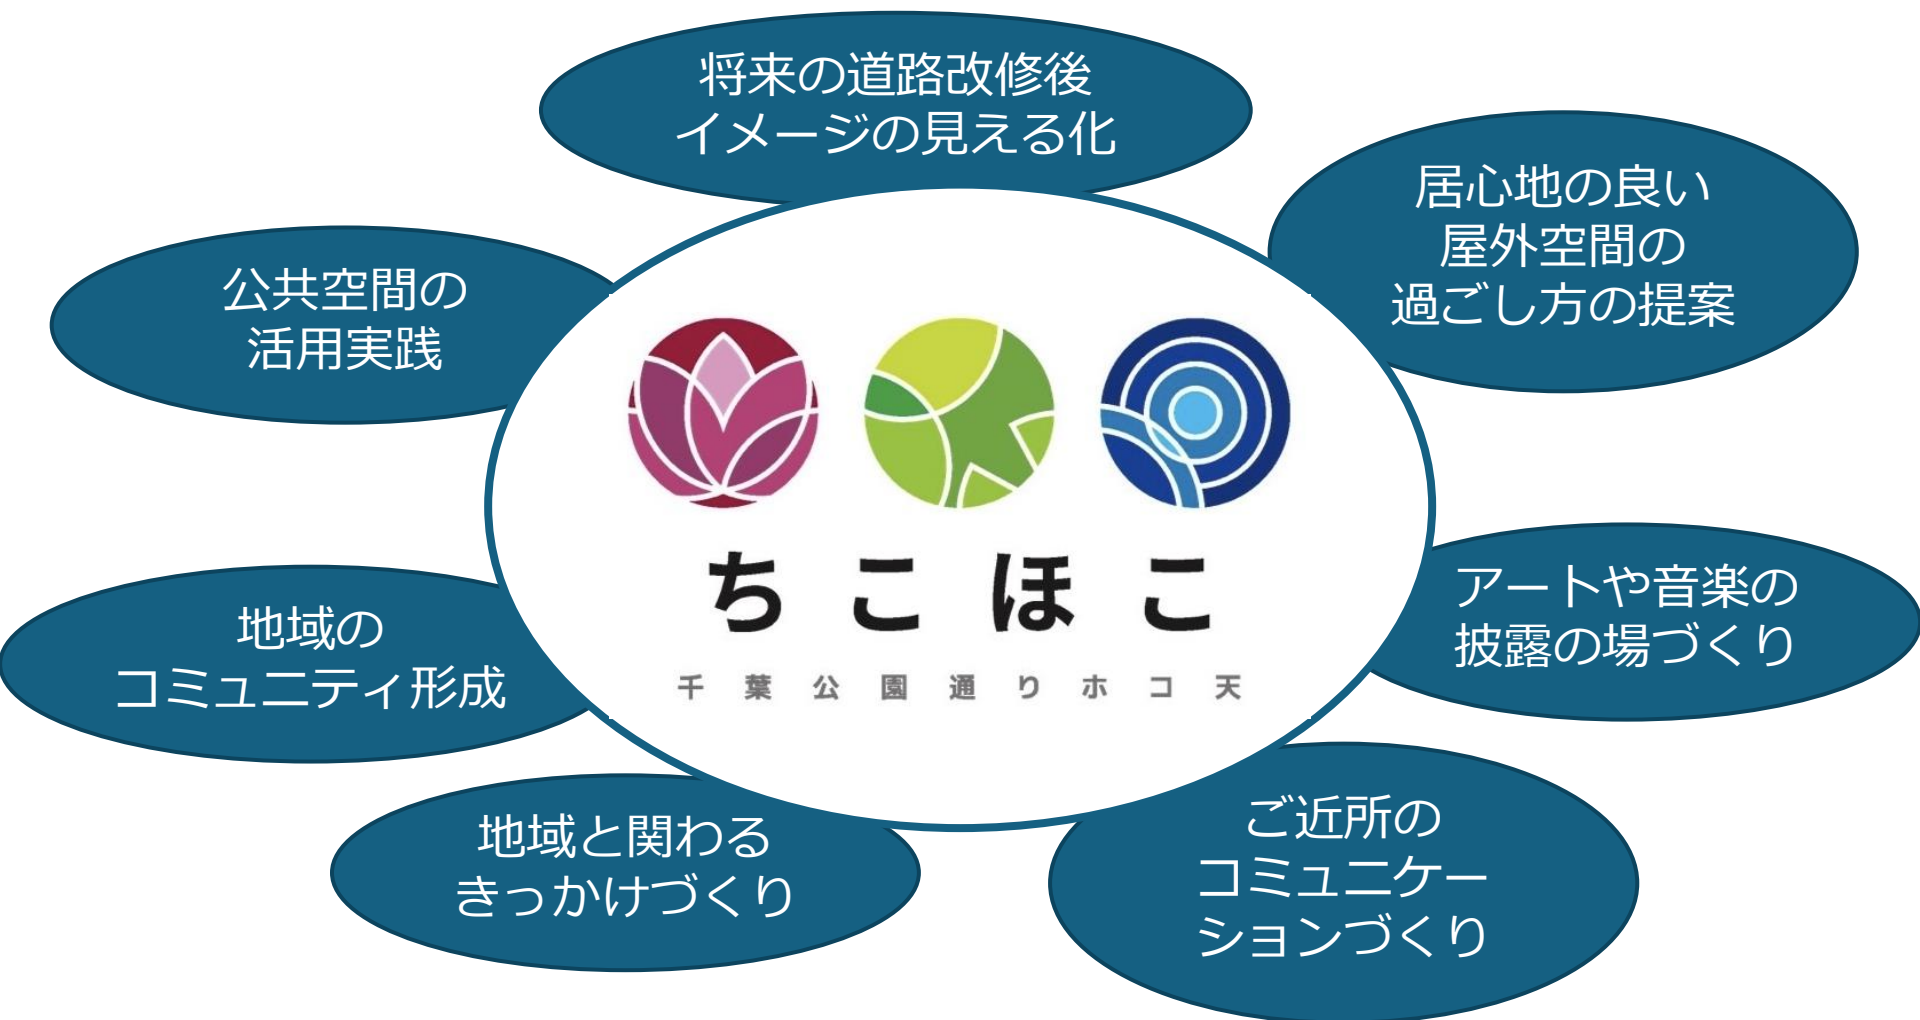 将来の道路改修後
イメージの見える化
居心地の良い
屋外空間の
過ごし方の提案
公共空間の
活用実践
ちこほこ
千葉公園通りホコ天
アートや音楽の
披露の場づくり
地域の
コミュニティ形成
地域と関わる
きっかけづくり
ご近所の
コミュニケー
ションづくり